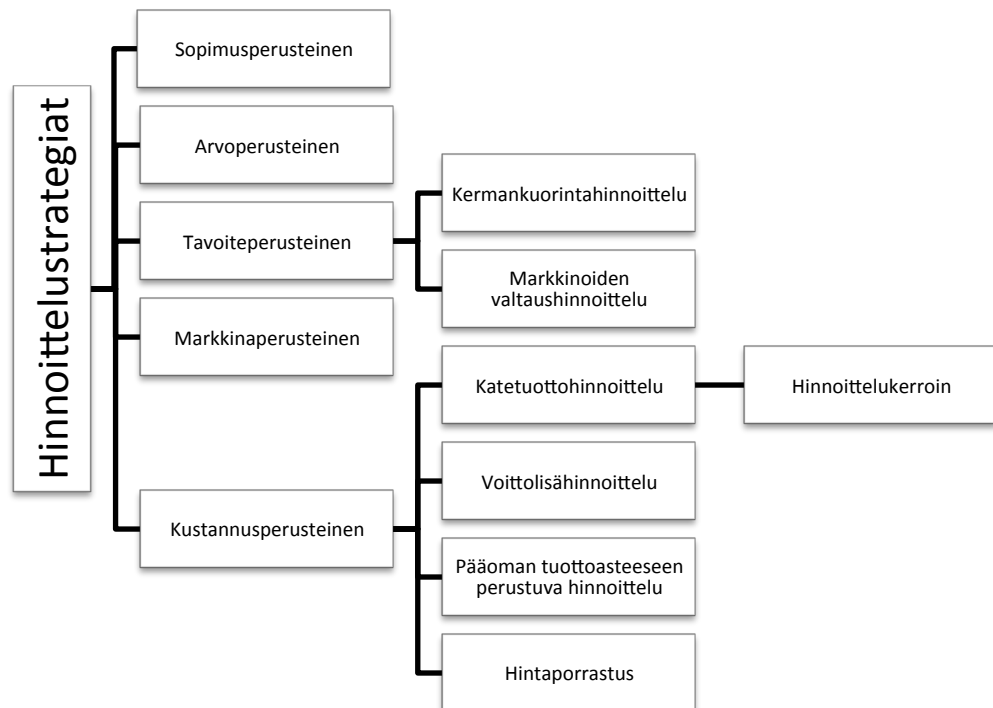 Hinnoittelustrategiat
Sopimusperusteinen
Arvoperusteinen
Tavoiteperusteinen
Kermankuorintahinnoittelu
Markkinoiden
valtaushinnoittelu
Markkinaperusteinen
Kustannusperusteinen
Katetuottohinnoittelu
Hinnoittelukerroin
Voittolisähinnoittelu
Pääoman tuottoasteeseen
perustuva hinnoittelu
Hintaporrastus